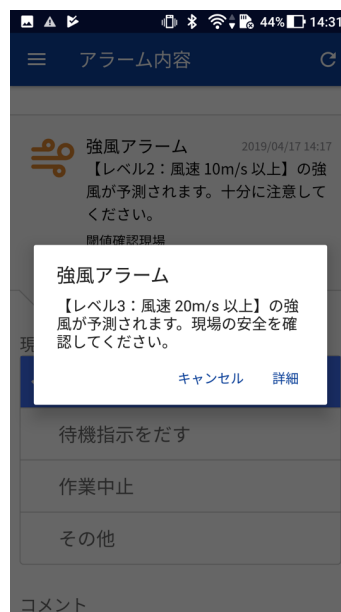 44% 14:31
アラーム内容
強風アラーム 2019/04/17 14:17
【レベル2：風速 10m/s 以上】の強
風が予測されます。十分に注意して
ください。
閾値確認現場
強風アラーム
【レベル3：風速 20m/s 以上】の強
風が予測されます。現場の安全を確
認してください。
キャンセル 詳細
現
待機指示をだす
作業中止
その他
コメント